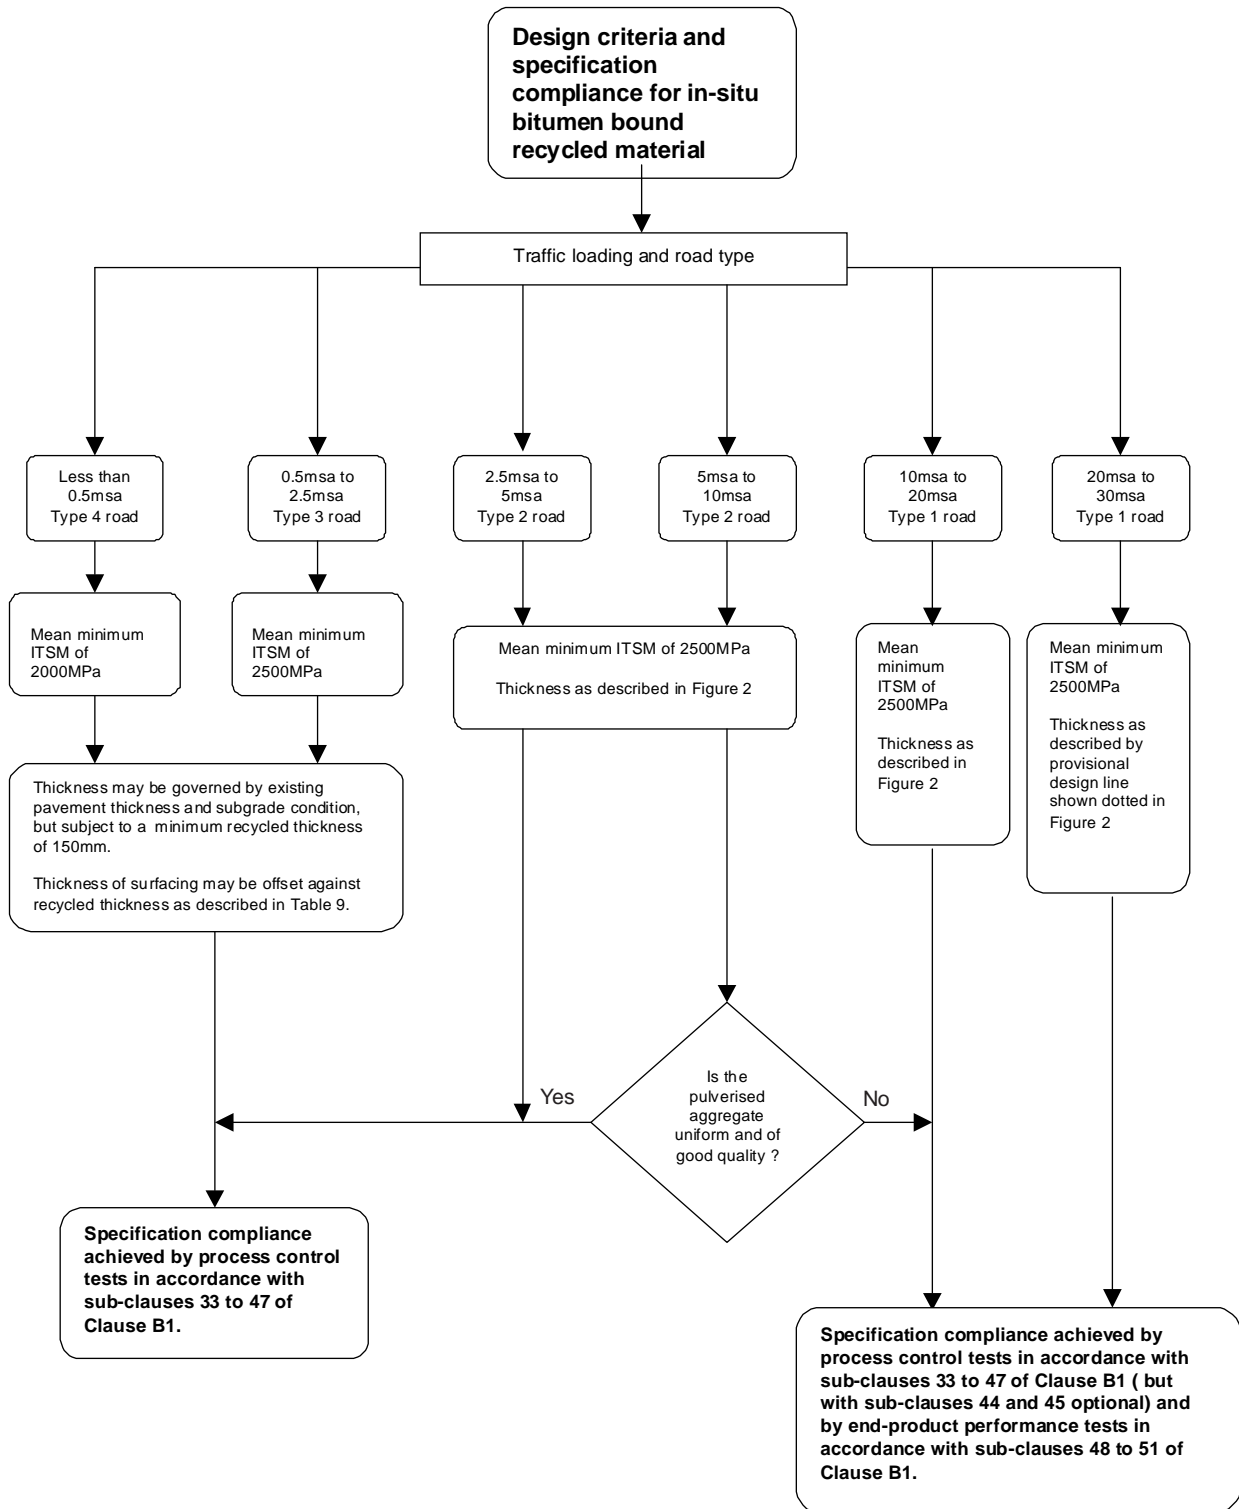 Design criteria and
specification
compliance for in-situ
bitumen bound
recycled material
Traffic loading and road type
Less than
0.5msa
Type 4 road
0.5msa to
2.5msa
Type 3 road
2.5msa to
5msa
Type 2 road
5msa to
10msa
Type 2 road
10msa to
20msa
Type 1 road
20msa to
30msa
Type 1 road
Mean minimum
ITSM of
2000MPa
Mean minimum
ITSM of
2500MPa
Mean minimum ITSM of 2500MPa
Thickness as described in Figure 2
Mean
minimum
ITSM of
2500MPa
Thickness as
described in
Figure 2
Mean minimum
ITSM of
2500MPa
Thickness as
described by
provisional
design line
shown dotted in
Figure 2
Thickness may be governed by existing
pavement thickness and subgrade condition,
but subject to a minimum recycled thickness
of 150mm.
Thickness of surfacing may be offset against
recycled thickness as described in Table 9.
Is the
pulverised
aggregate
uniform and of
good quality ?
Yes
No
Specification compliance
achieved by process control
tests in accordance with
sub-clauses 33 to 47 of
Clause B1.
Specification compliance achieved by
process control tests in accordance with
sub-clauses 33 to 47 of Clause B1 ( but
with sub-clauses 44 and 45 optional) and
by end-product performance tests in
accordance with sub-clauses 48 to 51 of
Clause B1.